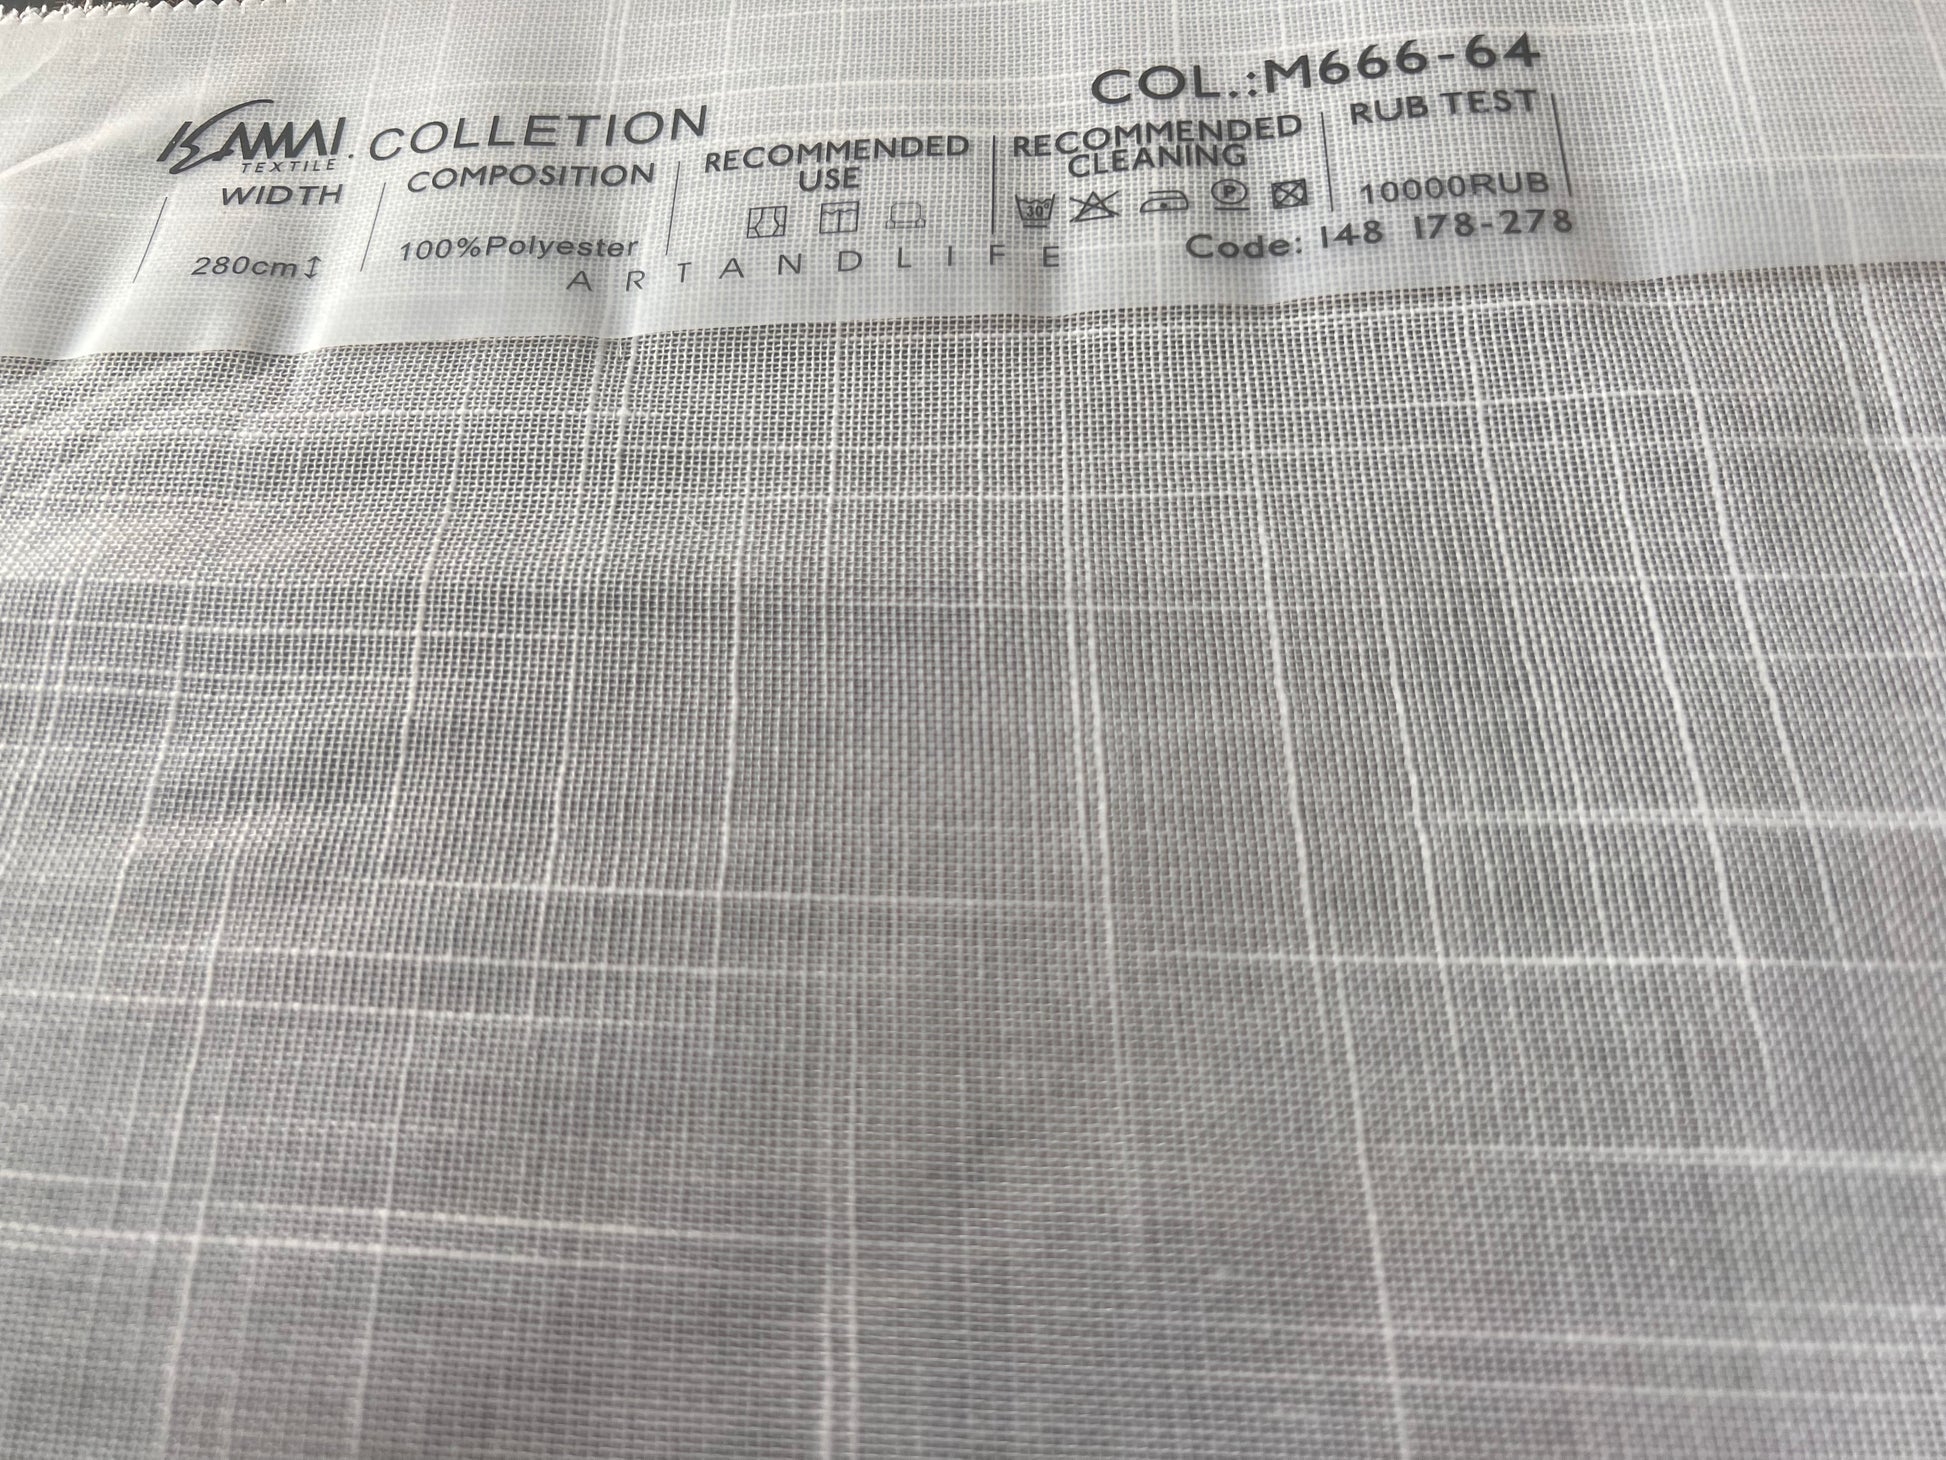 COL.:M666-64
KAMAI. COLLETION
TEXTILE
WIDTH
280cm↕
COMPOSITION
100%Polyester
RECOMMENDED
USE
RECOMMENDED
CLEANING
30°
P
RUB TEST
10000RUB
Code: 148 178-278
ARTANDLIFE